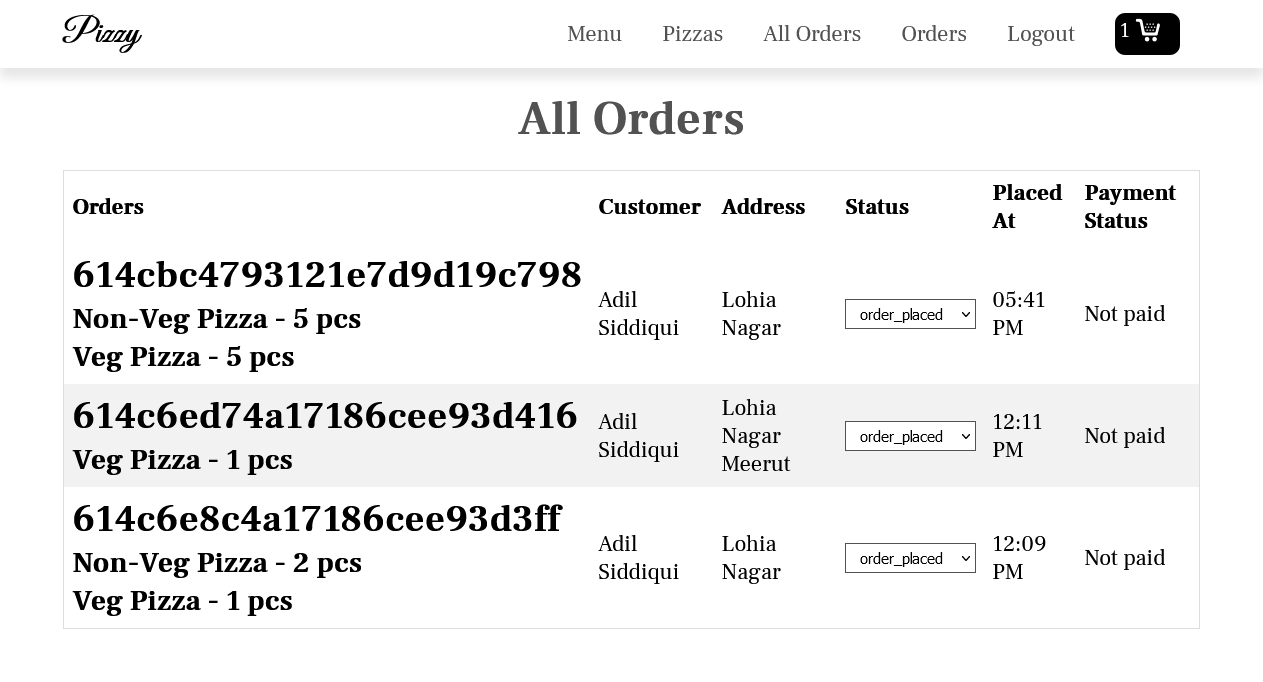 Pizzy Menu Pizzas All Orders Orders Logout 1
All Orders
Orders Customer Address Status Placed At Payment Status
614cbc4793121e7d9d19c798
Non-Veg Pizza - 5 pcs
Veg Pizza - 5 pcs
Adil
Siddiqui
Lohia
Nagar
order_placed
05:41
PM
Not paid
614c6ed74a17186cee93d416
Veg Pizza - 1 pcs
Adil
Siddiqui
Lohia
Nagar
Meerut
order_placed
12:11
PM
Not paid
614c6e8c4a17186cee93d3ff
Non-Veg Pizza - 2 pcs
Veg Pizza - 1 pcs
Adil
Siddiqui
Lohia
Nagar
order_placed
12:09
PM
Not paid